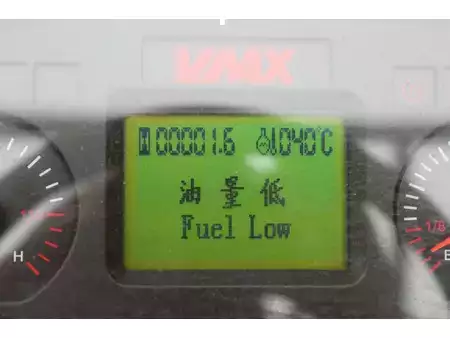 VMX
H 00001.6 040℃
油量低
Fuel Low
H
1/8
E